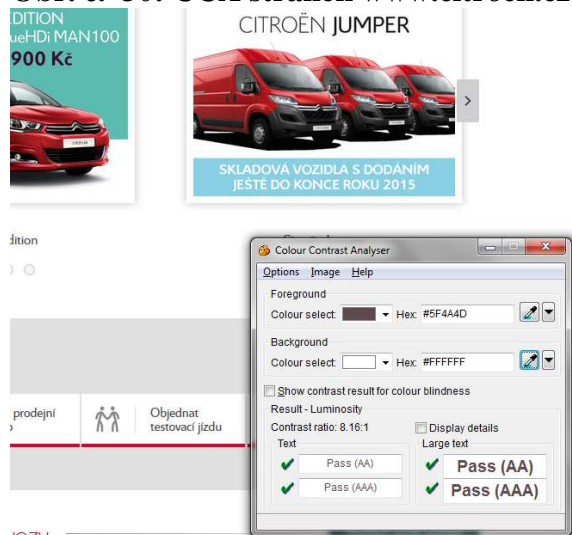 EDITION
ueHDi MAN100
900 Kč
CITROËN JUMPER
SKLADOVÁ VOZIDLA S DODÁNÍM
JEŠTĚ DO KONCE ROKU 2015
>
dition
prodejní
Objednat
testovací jízdu
Colour Contrast Analyser
Options Image Help
Foreground
Colour select: Hex: #5F4A4D
Background
Colour select: Hex: #FFFFFF
Show contrast result for colour blindness
Result - Luminosity
Contrast ratio: 8.16:1
Display details
Text
Large text
Pass (AA)
Pass (AA)
Pass (AAA)
Pass (AAA)